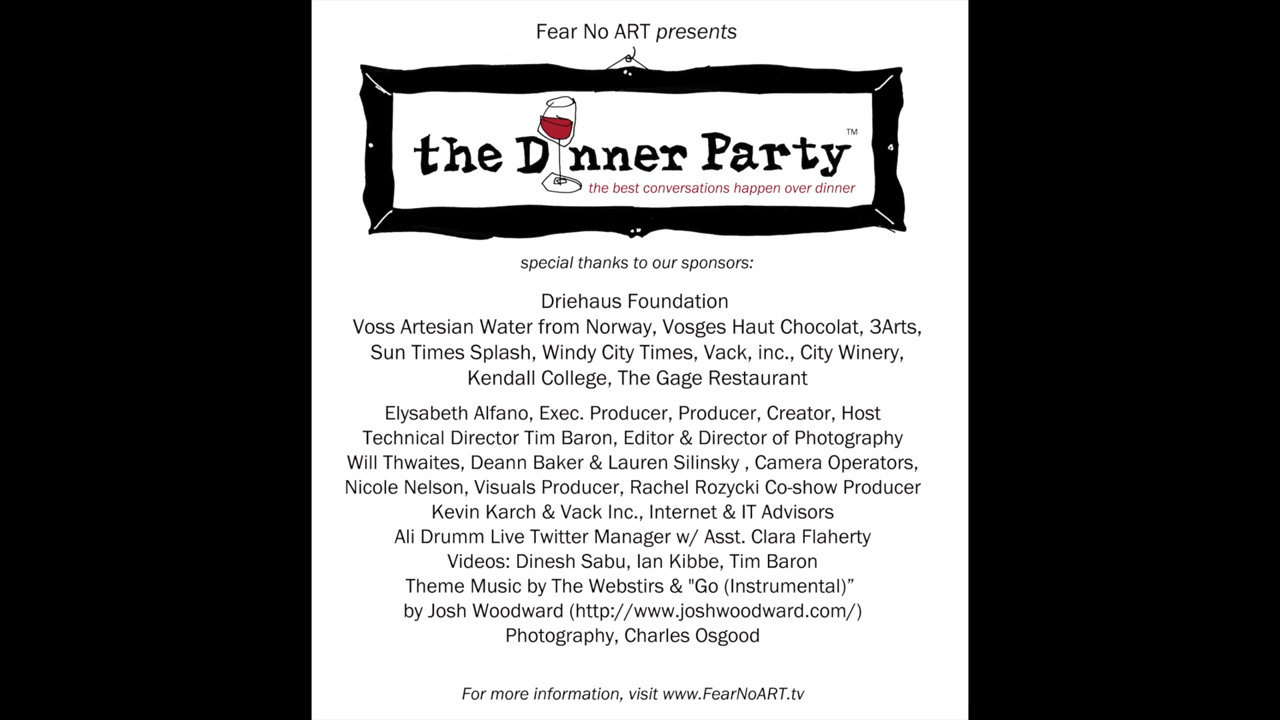 Fear No ART presents
the Dinner Party™
the best conversations happen over dinner
special thanks to our sponsors:
Driehaus Foundation
Voss Artesian Water from Norway, Vosges Haut Chocolat, 3Arts,
Sun Times Splash, Windy City Times, Vack, inc., City Winery,
Kendall College, The Gage Restaurant
Elysabeth Alfano, Exec. Producer, Producer, Creator, Host
Technical Director Tim Baron, Editor & Director of Photography
Will Thwaites, Deann Baker & Lauren Silinsky , Camera Operators,
Nicole Nelson, Visuals Producer, Rachel Rozycki Co-show Producer
Kevin Karch & Vack Inc., Internet & IT Advisors
Ali Drumm Live Twitter Manager w/ Asst. Clara Flaherty
Videos: Dinesh Sabu, Ian Kibbe, Tim Baron
Theme Music by The Webstirs & "Go (Instrumental)”
by Josh Woodward (http://www.joshwoodward.com/)
Photography, Charles Osgood
For more information, visit www.FearNoART.tv